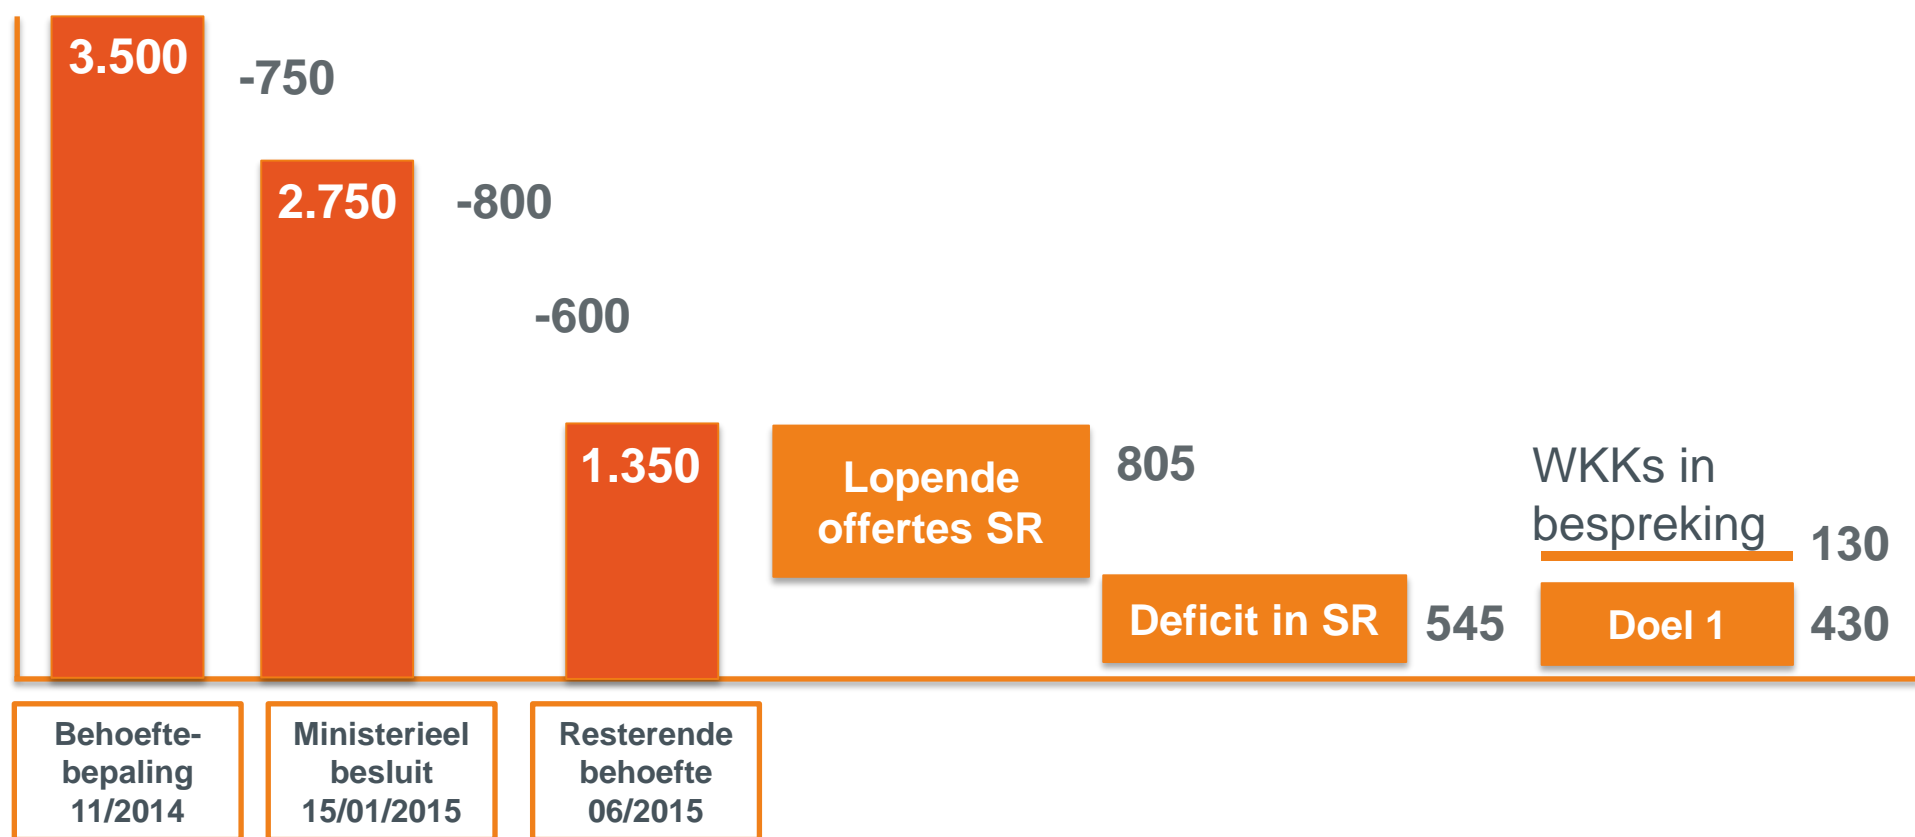 3.500
-750
2.750
-800
-600
1.350
Lopende
offertes SR
805
Deficit in SR
545
WKKs in
bespreking
130
Doel 1
430
Behoefte-
bepaling
11/2014
Ministerieel
besluit
15/01/2015
Resterende
behoefte
06/2015